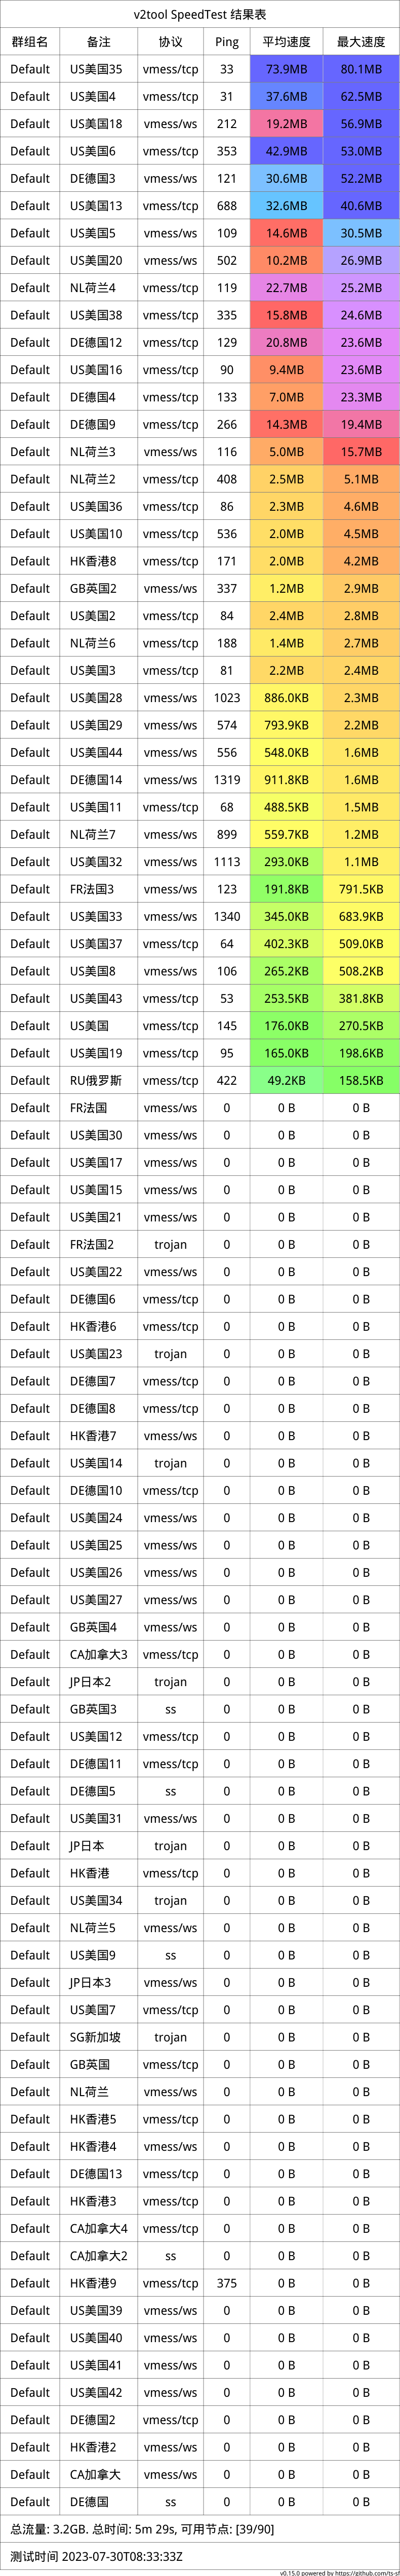 v2tool SpeedTest 结果表
群组名 备注 协议 Ping 平均速度 最大速度
Default US美国35 vmess/tcp 33 73.9MB 80.1MB
Default US美国4 vmess/tcp 31 37.6MB 62.5MB
Default US美国18 vmess/ws 212 19.2MB 56.9MB
Default US美国6 vmess/tcp 353 42.9MB 53.0MB
Default DE德国3 vmess/ws 121 30.6MB 52.2MB
Default US美国13 vmess/tcp 688 32.6MB 40.6MB
Default US美国5 vmess/ws 109 14.6MB 30.5MB
Default US美国20 vmess/ws 502 10.2MB 26.9MB
Default NL荷兰4 vmess/tcp 119 22.7MB 25.2MB
Default US美国38 vmess/tcp 335 15.8MB 24.6MB
Default DE德国12 vmess/tcp 129 20.8MB 23.6MB
Default US美国16 vmess/tcp 90 9.4MB 23.6MB
Default DE德国4 vmess/tcp 133 7.0MB 23.3MB
Default DE德国9 vmess/tcp 266 14.3MB 19.4MB
Default NL荷兰3 vmess/ws 116 5.0MB 15.7MB
Default NL荷兰2 vmess/tcp 408 2.5MB 5.1MB
Default US美国36 vmess/tcp 86 2.3MB 4.6MB
Default US美国10 vmess/tcp 536 2.0MB 4.5MB
Default HK香港8 vmess/tcp 171 2.0MB 4.2MB
Default GB英国2 vmess/ws 337 1.2MB 2.9MB
Default US美国2 vmess/tcp 84 2.4MB 2.8MB
Default NL荷兰6 vmess/tcp 188 1.4MB 2.7MB
Default US美国3 vmess/tcp 81 2.2MB 2.4MB
Default US美国28 vmess/ws 1023 886.0KB 2.3MB
Default US美国29 vmess/ws 574 793.9KB 2.2MB
Default US美国44 vmess/ws 556 548.0KB 1.6MB
Default DE德国14 vmess/ws 1319 911.8KB 1.6MB
Default US美国11 vmess/tcp 68 488.5KB 1.5MB
Default NL荷兰7 vmess/ws 899 559.7KB 1.2MB
Default US美国32 vmess/ws 1113 293.0KB 1.1MB
Default FR法国3 vmess/ws 123 191.8KB 791.5KB
Default US美国33 vmess/ws 1340 345.0KB 683.9KB
Default US美国37 vmess/tcp 64 402.3KB 509.0KB
Default US美国8 vmess/ws 106 265.2KB 508.2KB
Default US美国43 vmess/tcp 53 253.5KB 381.8KB
Default US美国 vmess/tcp 145 176.0KB 270.5KB
Default US美国19 vmess/tcp 95 165.0KB 198.6KB
Default RU俄罗斯 vmess/tcp 422 49.2KB 158.5KB
Default FR法国 vmess/ws 0 0 B 0 B
Default US美国30 vmess/ws 0 0 B 0 B
Default US美国17 vmess/ws 0 0 B 0 B
Default US美国15 vmess/ws 0 0 B 0 B
Default US美国21 vmess/ws 0 0 B 0 B
Default FR法国2 trojan 0 0 B 0 B
Default US美国22 vmess/ws 0 0 B 0 B
Default DE德国6 vmess/tcp 0 0 B 0 B
Default HK香港6 vmess/tcp 0 0 B 0 B
Default US美国23 trojan 0 0 B 0 B
Default DE德国7 vmess/tcp 0 0 B 0 B
Default DE德国8 vmess/tcp 0 0 B 0 B
Default HK香港7 vmess/ws 0 0 B 0 B
Default US美国14 trojan 0 0 B 0 B
Default DE德国10 vmess/tcp 0 0 B 0 B
Default US美国24 vmess/ws 0 0 B 0 B
Default US美国25 vmess/ws 0 0 B 0 B
Default US美国26 vmess/ws 0 0 B 0 B
Default US美国27 vmess/ws 0 0 B 0 B
Default GB英国4 vmess/ws 0 0 B 0 B
Default CA加拿大3 vmess/tcp 0 0 B 0 B
Default JP日本2 trojan 0 0 B 0 B
Default GB英国3 ss 0 0 B 0 B
Default US美国12 vmess/tcp 0 0 B 0 B
Default DE德国11 vmess/tcp 0 0 B 0 B
Default DE德国5 ss 0 0 B 0 B
Default US美国31 vmess/ws 0 0 B 0 B
Default JP日本 trojan 0 0 B 0 B
Default HK香港 vmess/tcp 0 0 B 0 B
Default US美国34 trojan 0 0 B 0 B
Default NL荷兰5 vmess/ws 0 0 B 0 B
Default US美国9 ss 0 0 B 0 B
Default JP日本3 vmess/ws 0 0 B 0 B
Default US美国7 vmess/tcp 0 0 B 0 B
Default SG新加坡 trojan 0 0 B 0 B
Default GB英国 vmess/tcp 0 0 B 0 B
Default NL荷兰 vmess/ws 0 0 B 0 B
Default HK香港5 vmess/tcp 0 0 B 0 B
Default HK香港4 vmess/ws 0 0 B 0 B
Default DE德国13 vmess/tcp 0 0 B 0 B
Default HK香港3 vmess/tcp 0 0 B 0 B
Default CA加拿大4 vmess/tcp 0 0 B 0 B
Default CA加拿大2 ss 0 0 B 0 B
Default HK香港9 vmess/tcp 375 0 B 0 B
Default US美国39 vmess/ws 0 0 B 0 B
Default US美国40 vmess/ws 0 0 B 0 B
Default US美国41 vmess/ws 0 0 B 0 B
Default US美国42 vmess/ws 0 0 B 0 B
Default DE德国2 vmess/tcp 0 0 B 0 B
Default HK香港2 vmess/ws 0 0 B 0 B
Default CA加拿大 vmess/ws 0 0 B 0 B
Default DE德国 ss 0 0 B 0 B
总流量: 3.2GB. 总时间: 5m 29s, 可用节点: [39/90]
测试时间 2023-07-30T08:33:33Z
v0.15.0 powered by https://github.com/ts-sf